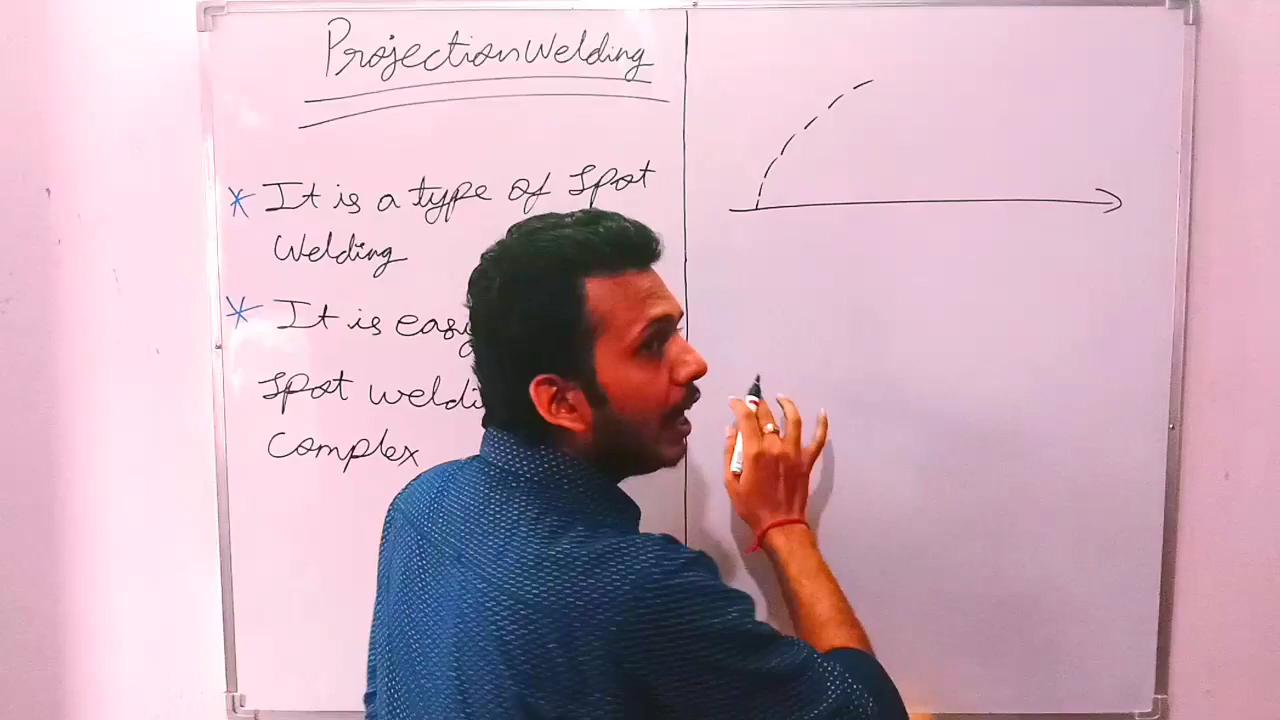 Projection Welding
* It is a type of spot
Welding
* It is easy
spot weldi
complex